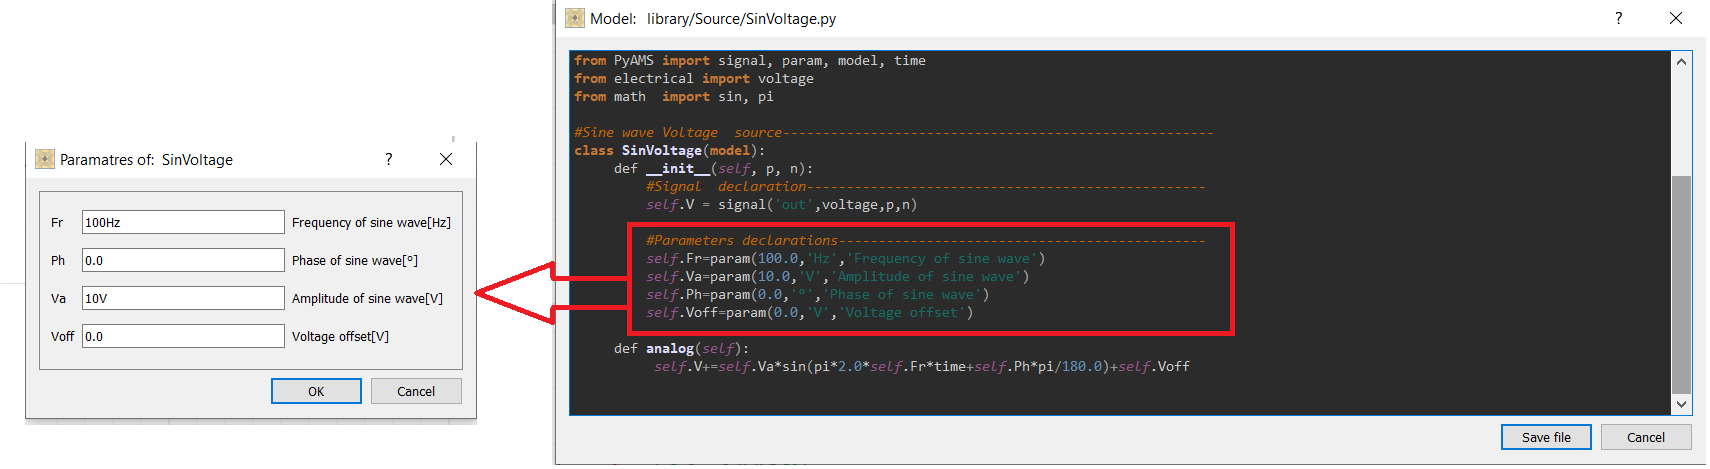 Paramatres of: SinVoltage
?
Fr 100Hz Frequency of sine wave[Hz]
Ph 0.0 Phase of sine wave[°]
Va 10V Amplitude of sine wave[V]
Voff 0.0 Voltage offset[V]
OK Cancel
Model: library/Source/SinVoltage.py
?
from PyAMS import signal, param, model, time
from electrical import voltage
from math  import sin, pi
#Sine wave Voltage  source------------------------------------------------------
class SinVoltage(model):
def __init__(self, p, n):
#Signal  declaration--------------------------------------------------
self.V = signal('out',voltage,p,n)
#Parameters declarations----------------------------------------------
self.Fr=param(100.0,'Hz','Frequency of sine wave')
self.Va=param(10.0,'V','Amplitude of sine wave')
self.Ph=param(0.0,'°','Phase of sine wave')
self.Voff=param(0.0,'V','Voltage offset')
def analog(self):
self.V+=self.Va*sin(pi*2.0*self.Fr*time+self.Ph*pi/180.0)+self.Voff
Save file Cancel